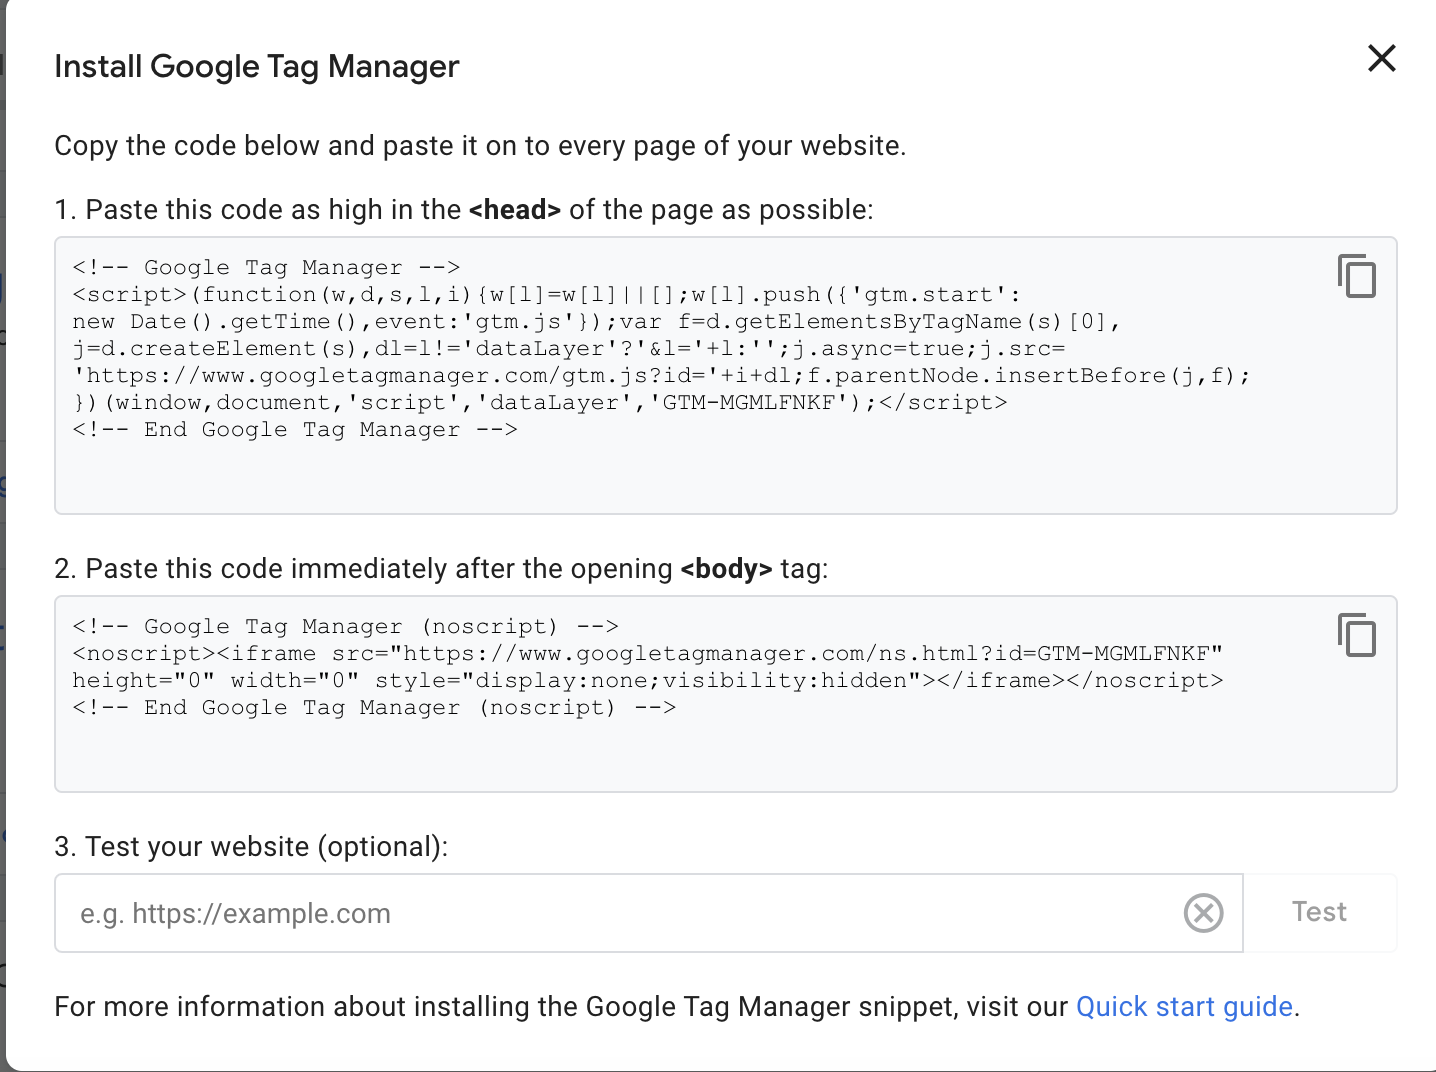 Install Google Tag Manager
Copy the code below and paste it on to every page of your website.
1. Paste this code as high in the <head> of the page as possible:
<!-- Google Tag Manager -->
<script>(function(w,d,s,l,i){w[l]=w[l]||[];w[l].push({'gtm.start':
new Date().getTime(),event:'gtm.js'});var f=d.getElementsByTagName(s)[0],
j=d.createElement(s),dl=l!='dataLayer'?'&l='+l:'';j.async=true;j.src=
'https://www.googletagmanager.com/gtm.js?id='+i+dl;f.parentNode.insertBefore(j,f);
})(window,document,'script','dataLayer','GTM-MGMLFNKF');</script>
<!-- End Google Tag Manager -->
2. Paste this code immediately after the opening <body> tag:
<!-- Google Tag Manager (noscript) -->
<noscript><iframe src="https://www.googletagmanager.com/ns.html?id=GTM-MGMLFNKF"
height="0" width="0" style="display:none;visibility:hidden"></iframe></noscript>
<!-- End Google Tag Manager (noscript) -->
3. Test your website (optional):
e.g. https://example.com
Test
For more information about installing the Google Tag Manager snippet, visit our Quick start guide.